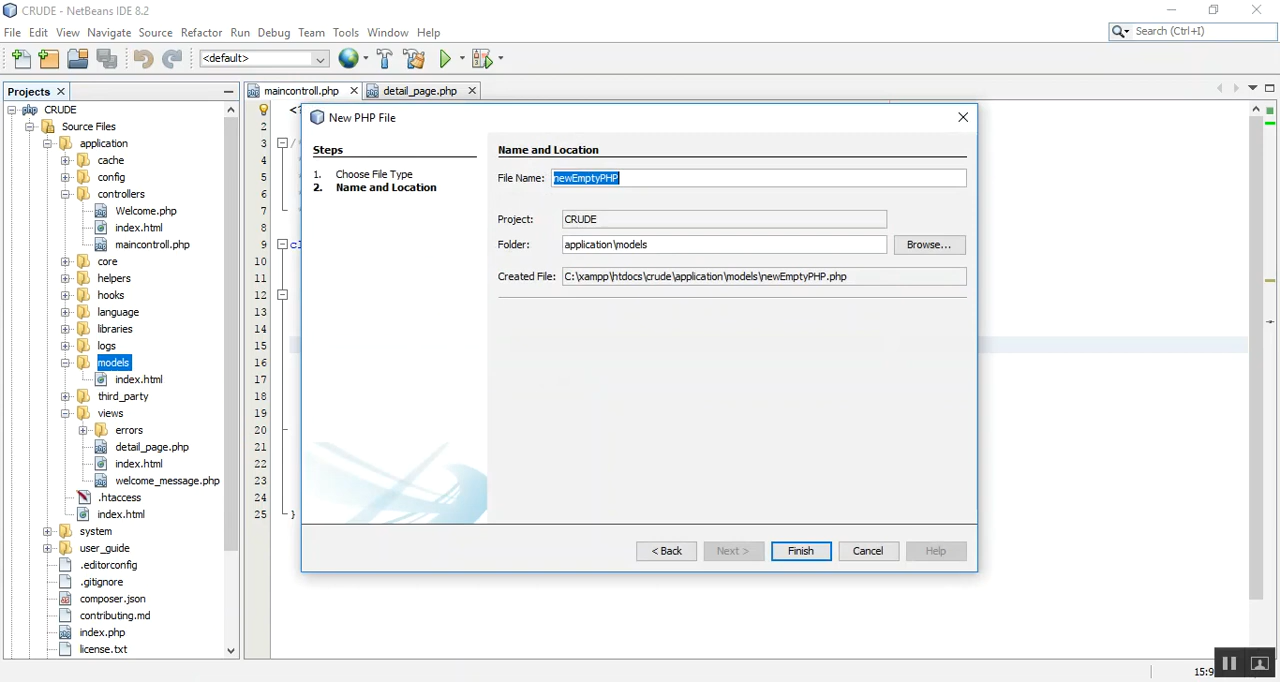 CRUDE - NetBeans IDE 8.2
File Edit View Navigate Source Refactor Run Debug Team Tools Window Help
Search (Ctrl+I)
<default>
Projects
maincontroll.php
detail_page.php
CRUDE
Source Files
application
cache
config
controllers
Welcome.php
index.html
maincontroll.php
core
helpers
hooks
language
libraries
logs
models
index.html
third_party
views
errors
detail_page.php
index.html
welcome_message.php
.htaccess
index.html
system
user_guide
.editorconfig
.gitignore
composer.json
contributing.md
index.php
license.txt
2
3 /
4
5
6
7
8
9 cl
10
11
12
13
14
15
16
17
18
19
20
21
22
23
24
25 }
New PHP File
Steps
1. Choose File Type
2. Name and Location
Name and Location
File Name: newEmptyPHP
Project: CRUDE
Folder: application\models
Browse...
Created File: C:\xampp\htdocs\crude\application\models\newEmptyPHP.php
< Back
Next >
Finish
Cancel
Help